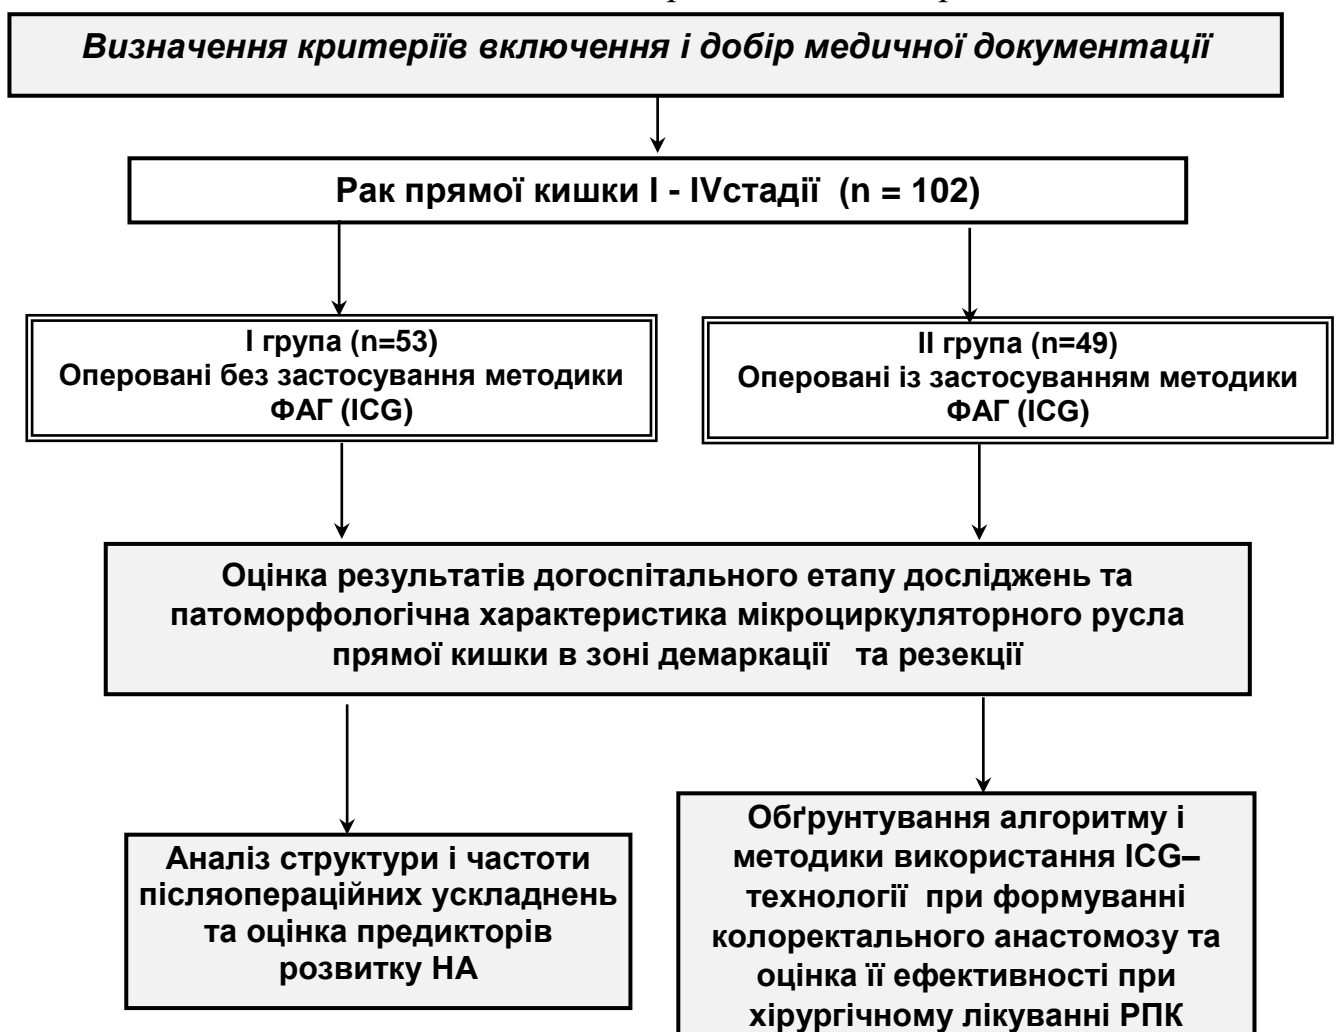 Визначення критеріїв включення і добір медичної документації
Рак прямої кишки I - IVстадії (n = 102)
I група (n=53)
Оперовані без застосування методики
ФАГ (ICG)
II група (n=49)
Оперовані із застосуванням методики
ФАГ (ICG)
Оцінка результатів догоспітального етапу досліджень та
патоморфологічна характеристика мікроциркуляторного русла
прямої кишки в зоні демаркації та резекції
Аналіз структури і частоти
післяопераційних ускладнень
та оцінка предикторів
розвитку НА
Обґрунтування алгоритму і
методики використання ICG–
технології при формуванні
колоректального анастомозу та
оцінка її ефективності при
хірургічному лікуванні РПК